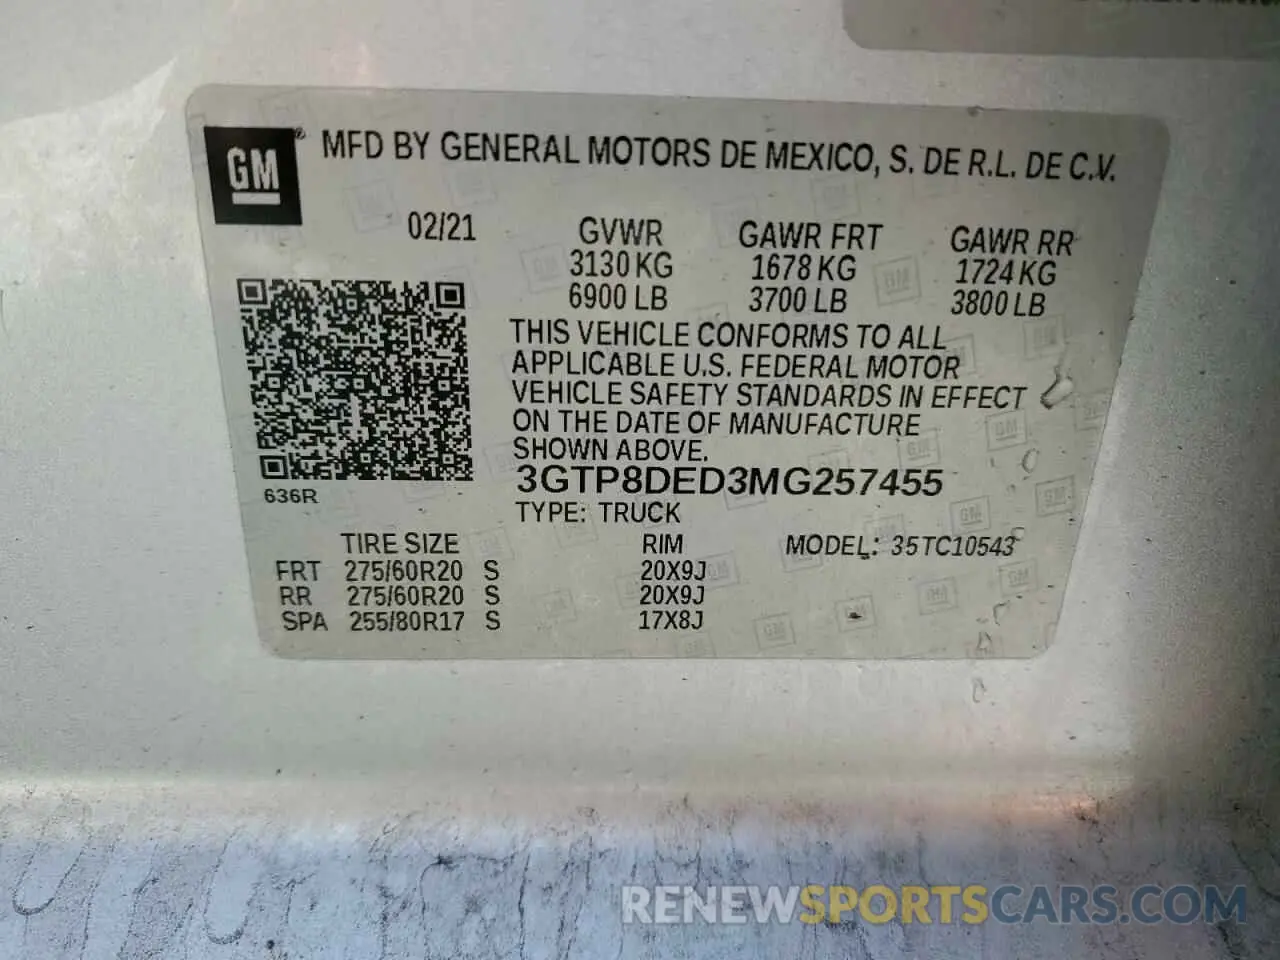 MFD BY GENERAL MOTORS DE MEXICO, S. DE R.L. DE C.V.
GM
02/21
GVWR GAWR FRT GAWR RR
3130 KG 1678 KG 1724 KG
6900 LB 3700 LB 3800 LB
THIS VEHICLE CONFORMS TO ALL
APPLICABLE U.S. FEDERAL MOTOR
VEHICLE SAFETY STANDARDS IN EFFECT
ON THE DATE OF MANUFACTURE
SHOWN ABOVE.
3GTP8DED3MG257455
636R
TYPE: TRUCK
TIRE SIZE RIM MODEL: 35TC10543
FRT 275/60R20 S 20X9J
RR 275/60R20 S 20X9J
SPA 255/80R17 S 17X8J
RENEWSPORTSCARS.COM